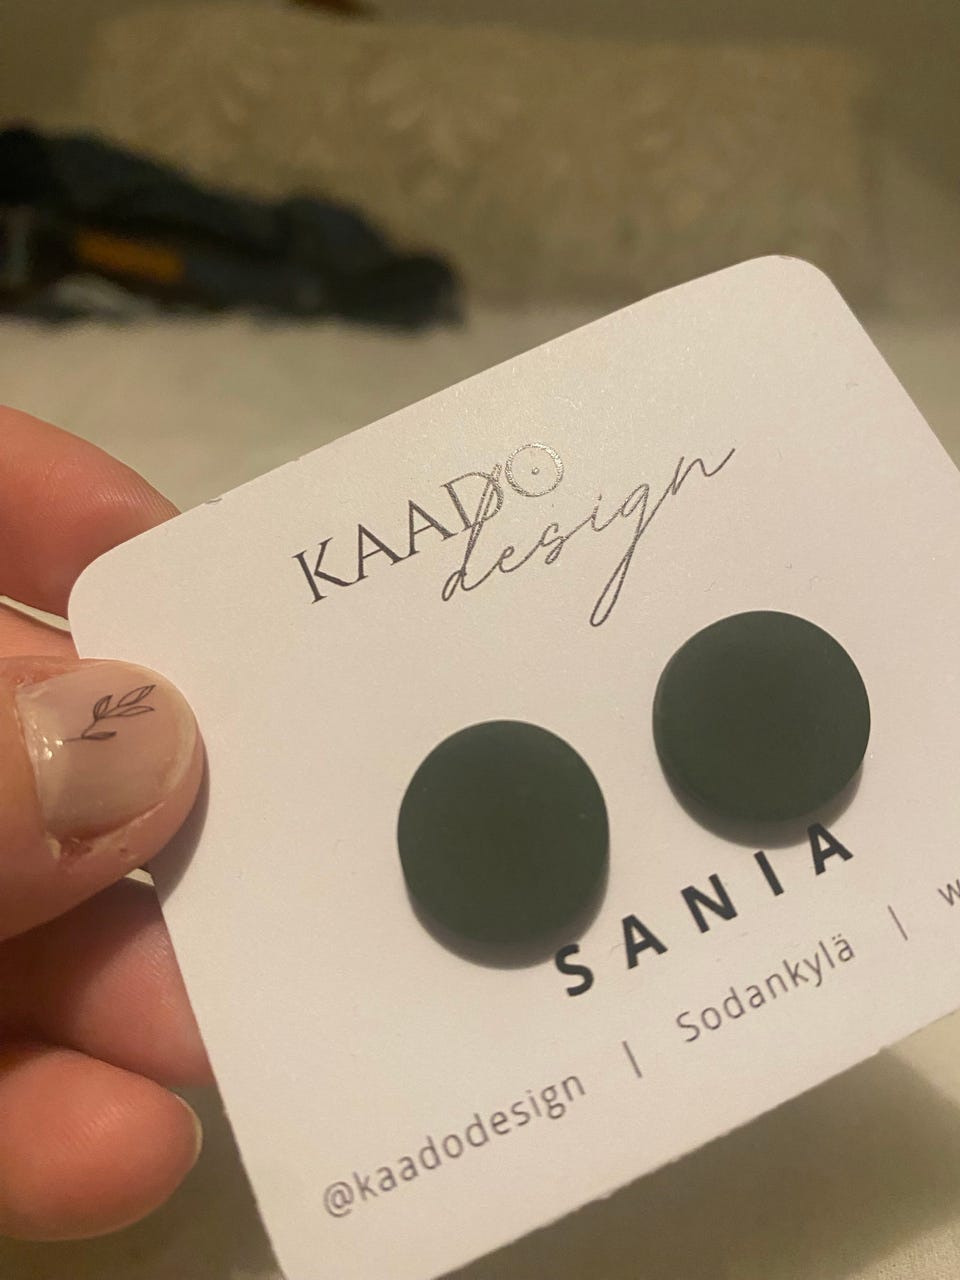 KAADO
design
SANIA
@kaadodesign | Sodankylä |